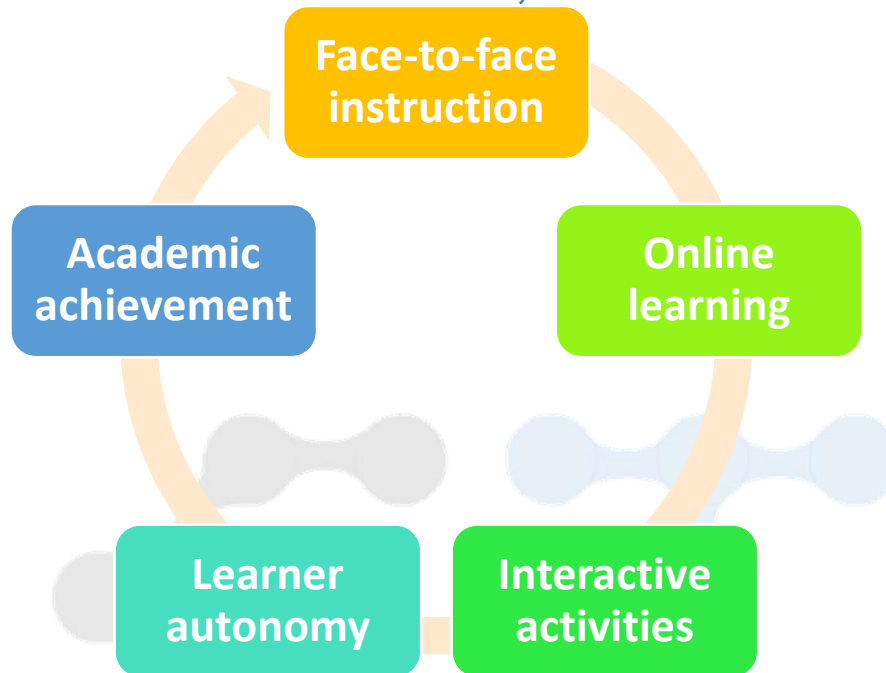 Face-to-face
instruction
Online
learning
Interactive
activities
Learner
autonomy
Academic
achievement